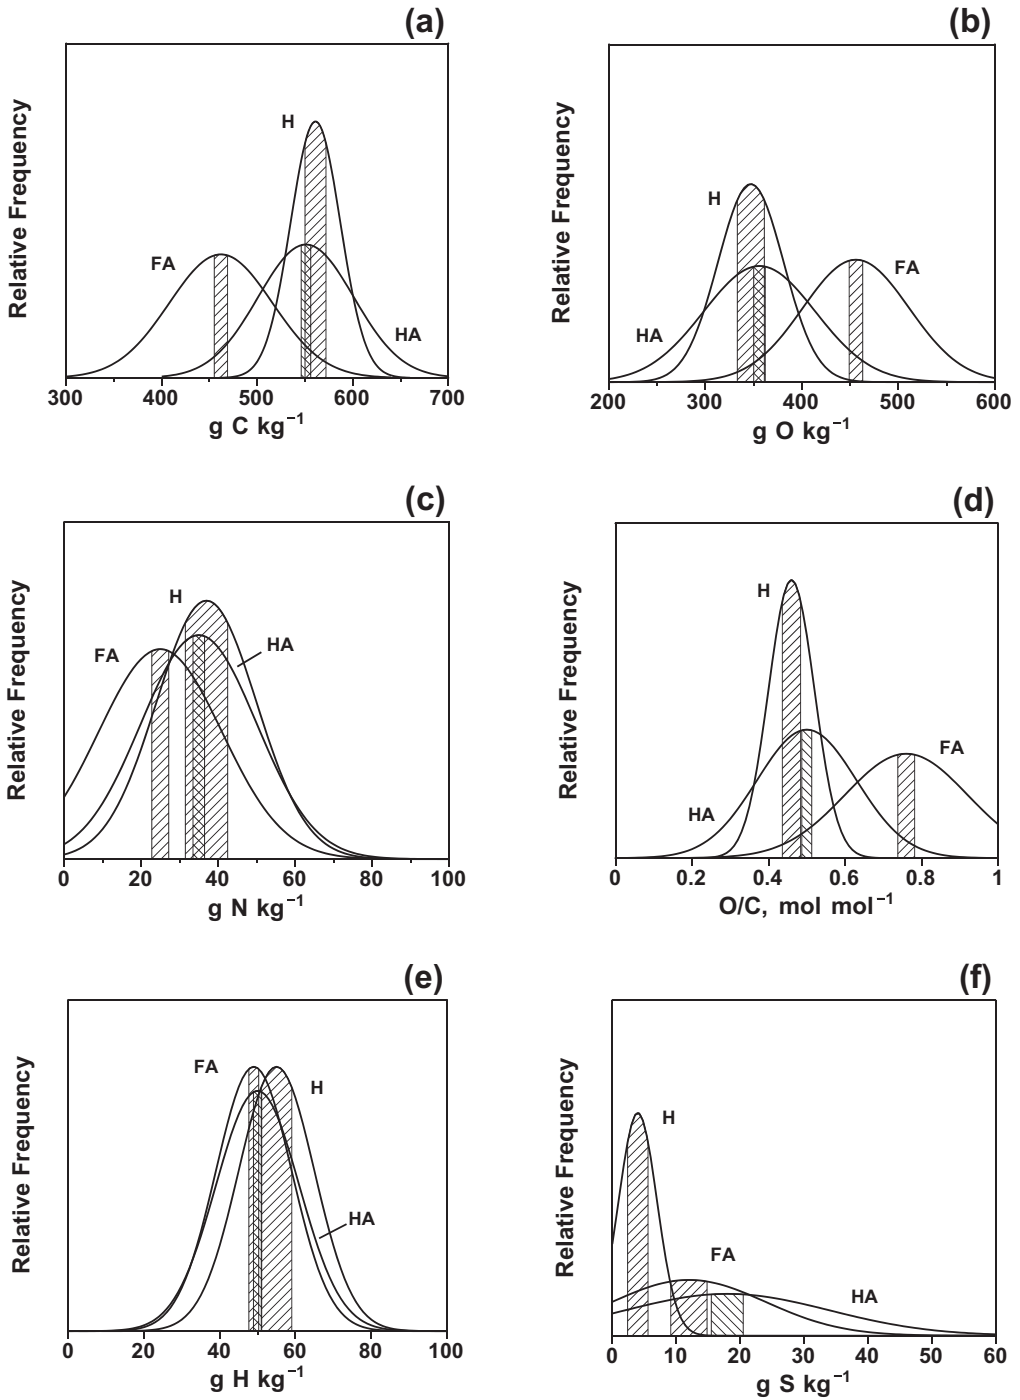 (a)
Relative Frequency
H
FA
HA
300 400 500 600 700
g C kg⁻¹
(b)
Relative Frequency
H
FA
HA
200 300 400 500 600
g O kg⁻¹
(c)
Relative Frequency
H
HA
FA
0 20 40 60 80 100
g N kg⁻¹
(d)
Relative Frequency
H
FA
HA
0 0.2 0.4 0.6 0.8 1
O/C, mol mol⁻¹
(e)
Relative Frequency
FA
H
HA
0 20 40 60 80 100
g H kg⁻¹
(f)
Relative Frequency
H
FA
HA
0 10 20 30 40 50 60
g S kg⁻¹